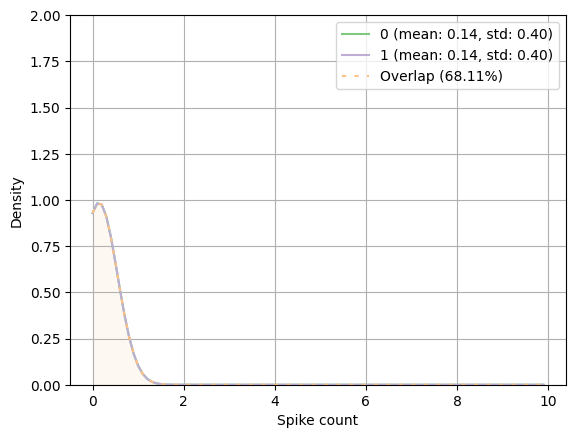 2.00
1.75
1.50
1.25
1.00
0.75
0.50
0.25
0.00
Density
0 (mean: 0.14, std: 0.40)
1 (mean: 0.14, std: 0.40)
Overlap (68.11%)
0 2 4 6 8 10
Spike count